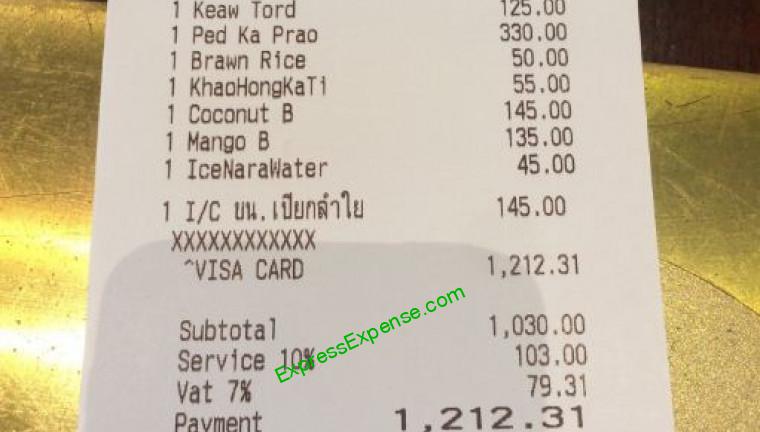 1 Keaw Tord 125.00
1 Ped Ka Prao 330.00
1 Brawn Rice 50.00
1 KhaoHongKaTi 55.00
1 Coconut B 145.00
1 Mango B 135.00
1 IceNaraWater 45.00
1 I/C ขน.เปียกลำใย 145.00
XXXXXXXXXXXX
^VISA CARD 1,212.31
Subtotal 1,030.00
Service 10% 103.00
Vat 7% 79.31
Payment 1,212.31
ExpressExpense.com